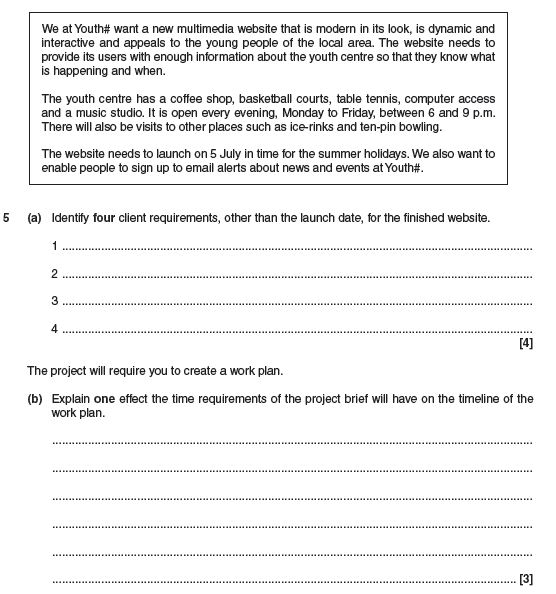 We at Youth# want a new multimedia website that is modern in its look, is dynamic and
interactive and appeals to the young people of the local area. The website needs to
provide its users with enough information about the youth centre so that they know what
is happening and when.
The youth centre has a coffee shop, basketball courts, table tennis, computer access
and a music studio. It is open every evening, Monday to Friday, between 6 and 9 p.m.
There will also be visits to other places such as ice-rinks and ten-pin bowling.
The website needs to launch on 5 July in time for the summer holidays. We also want to
enable people to sign up to email alerts about news and events at Youth#.
5 (a) Identify four client requirements, other than the launch date, for the finished website.
1 ....................................................................................................
2 ....................................................................................................
3 ....................................................................................................
4 ....................................................................................................
[4]
The project will require you to create a work plan.
(b) Explain one effect the time requirements of the project brief will have on the timeline of the
work plan.
....................................................................................................
....................................................................................................
....................................................................................................
....................................................................................................
....................................................................................................
.................................................................................................... [3]